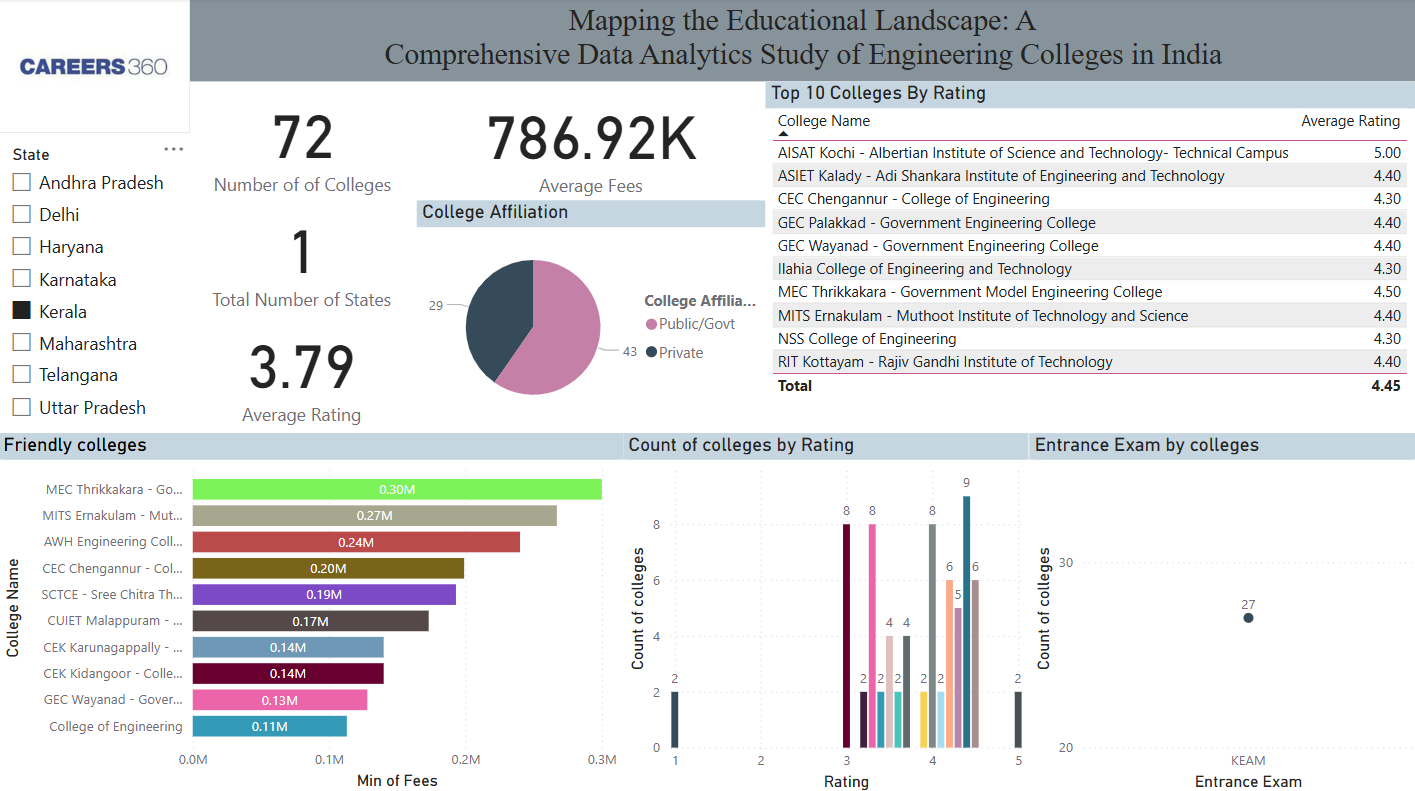 Mapping the Educational Landscape: A
Comprehensive Data Analytics Study of Engineering Colleges in India
CAREERS360
State
Andhra Pradesh
Delhi
Haryana
Karnataka
Kerala
Maharashtra
Telangana
Uttar Pradesh
72
Number of of Colleges
1
Total Number of States
3.79
Average Rating
786.92K
Average Fees
College Affiliation
29
43
College Affilia...
Public/Govt
Private
Top 10 Colleges By Rating
College Name Average Rating
AISAT Kochi - Albertian Institute of Science and Technology- Technical Campus 5.00
ASIET Kalady - Adi Shankara Institute of Engineering and Technology 4.40
CEC Chengannur - College of Engineering 4.30
GEC Palakkad - Government Engineering College 4.40
GEC Wayanad - Government Engineering College 4.40
Ilahia College of Engineering and Technology 4.30
MEC Thrikkakara - Government Model Engineering College 4.50
MITS Ernakulam - Muthoot Institute of Technology and Science 4.40
NSS College of Engineering 4.30
RIT Kottayam - Rajiv Gandhi Institute of Technology 4.40
Total 4.45
Friendly colleges
College Name
MEC Thrikkakara - Go... 0.30M
MITS Ernakulam - Mut... 0.27M
AWH Engineering Coll... 0.24M
CEC Chengannur - Col... 0.20M
SCTCE - Sree Chitra Th... 0.19M
CUIET Malappuram - ... 0.17M
CEK Karunagappally - ... 0.14M
CEK Kidangoor - Colle... 0.14M
GEC Wayanad - Gover... 0.13M
College of Engineering 0.11M
0.0M 0.1M 0.2M 0.3M
Min of Fees
Count of colleges by Rating
Count of colleges
8
6
4
2
0
2 8 2 8 2 4 2 4 2 8 2 6 5 9 6 2
1 2 3 4 5
Rating
Entrance Exam by colleges
Count of colleges
30
20
27
KEAM
Entrance Exam